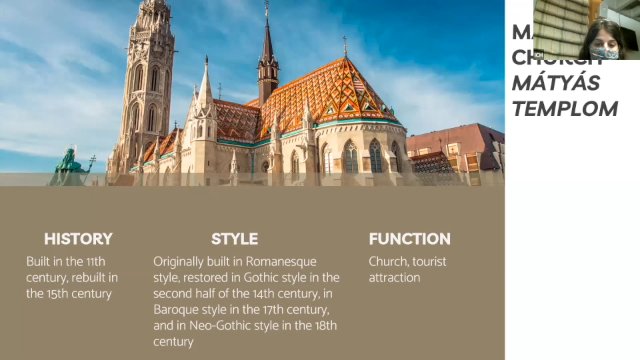 CHURCH
MÁTYÁS
TEMPLOM
HISTORY
Built in the 11th
century, rebuilt in
the 15th century
STYLE
Originally built in Romanesque
style, restored in Gothic style in the
second half of the 14th century, in
Baroque style in the 17th century,
and in Neo-Gothic style in the 18th
century
FUNCTION
Church, tourist
attraction